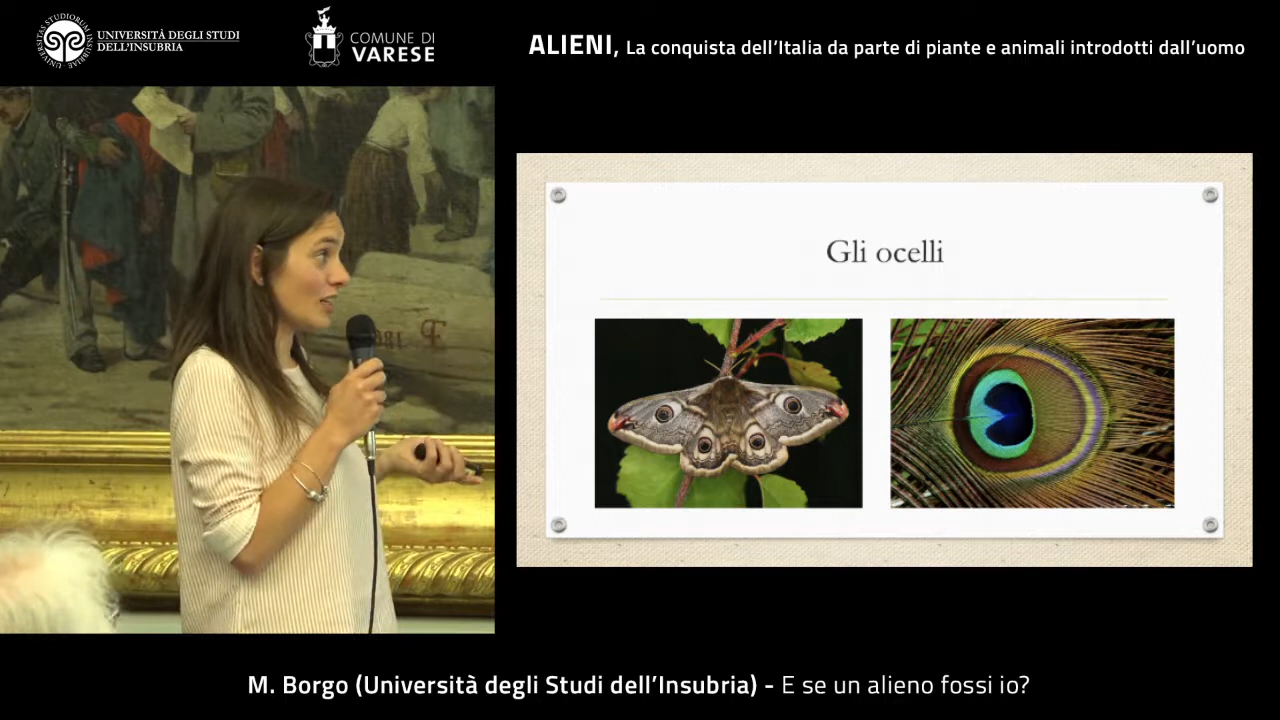 UNIVERSITÀ DEGLI STUDI
DELL'INSUBRIA
COMUNE DI
VARESE
ALIENI, La conquista dell'Italia da parte di piante e animali introdotti dall'uomo
Gli ocelli
M. Borgo (Università degli Studi dell'Insubria) - E se un alieno fossi io?